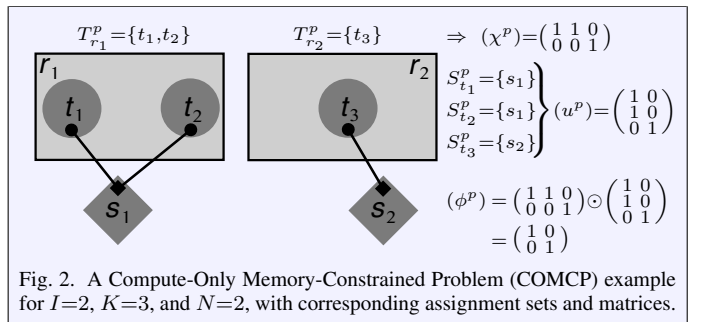 T^p_{r_1}={t_1,t_2} T^p_{r_2}={t_3} ⇒ (χ^p)=(1 1 0 / 0 0 1)
r_1 r_2
t_1 t_2 t_3
S^p_{t_1}={s_1}
S^p_{t_2}={s_1} } (u^p)=(1 0 / 1 0 / 0 1)
S^p_{t_3}={s_2}
s_1 s_2
(ϕ^p)=(1 1 0 / 0 0 1)⊙(1 0 / 1 0 / 0 1)
=(1 0 / 0 1)
Fig. 2. A Compute-Only Memory-Constrained Problem (COMCP) example
for I=2, K=3, and N=2, with corresponding assignment sets and matrices.